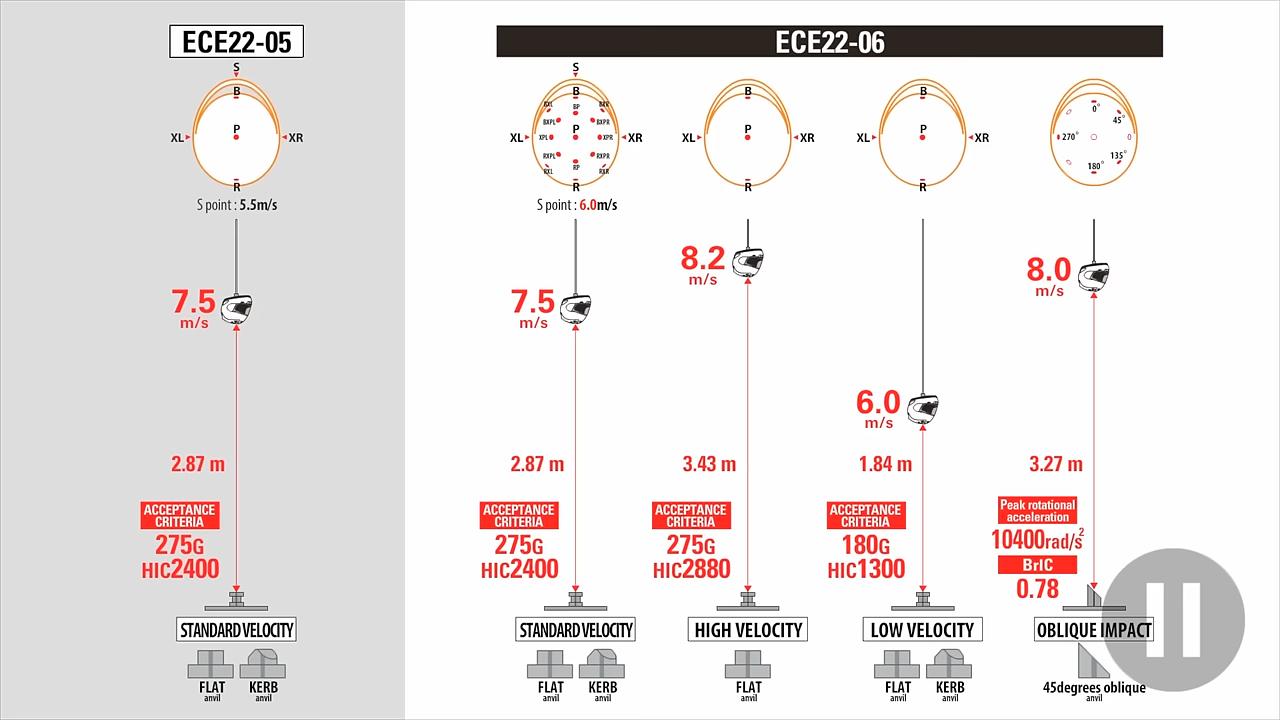 ECE22-05
S
B
P
XL
XR
R
S point : 5.5m/s
7.5
m/s
2.87 m
ACCEPTANCE
CRITERIA
275G
HIC2400
STANDARD VELOCITY
FLAT
anvil
KERB
anvil
ECE22-06
S
B
BXL
BP
BXR
BXPL
P
BXPR
XL
XPL
XPR
XR
RXPL
RP
RXPR
RXL
RXR
R
S point : 6.0m/s
7.5
m/s
2.87 m
ACCEPTANCE
CRITERIA
275G
HIC2400
STANDARD VELOCITY
FLAT
anvil
KERB
anvil
B
P
XL
XR
R
8.2
m/s
3.43 m
ACCEPTANCE
CRITERIA
275G
HIC2880
HIGH VELOCITY
FLAT
anvil
B
P
XL
XR
R
6.0
m/s
1.84 m
ACCEPTANCE
CRITERIA
180G
HIC1300
LOW VELOCITY
FLAT
anvil
KERB
anvil
0°
45°
270°
135°
180°
8.0
m/s
3.27 m
Peak rotational
acceleration
10400rad/s²
BrIC
0.78
OBLIQUE IMPACT
45degrees oblique
anvil